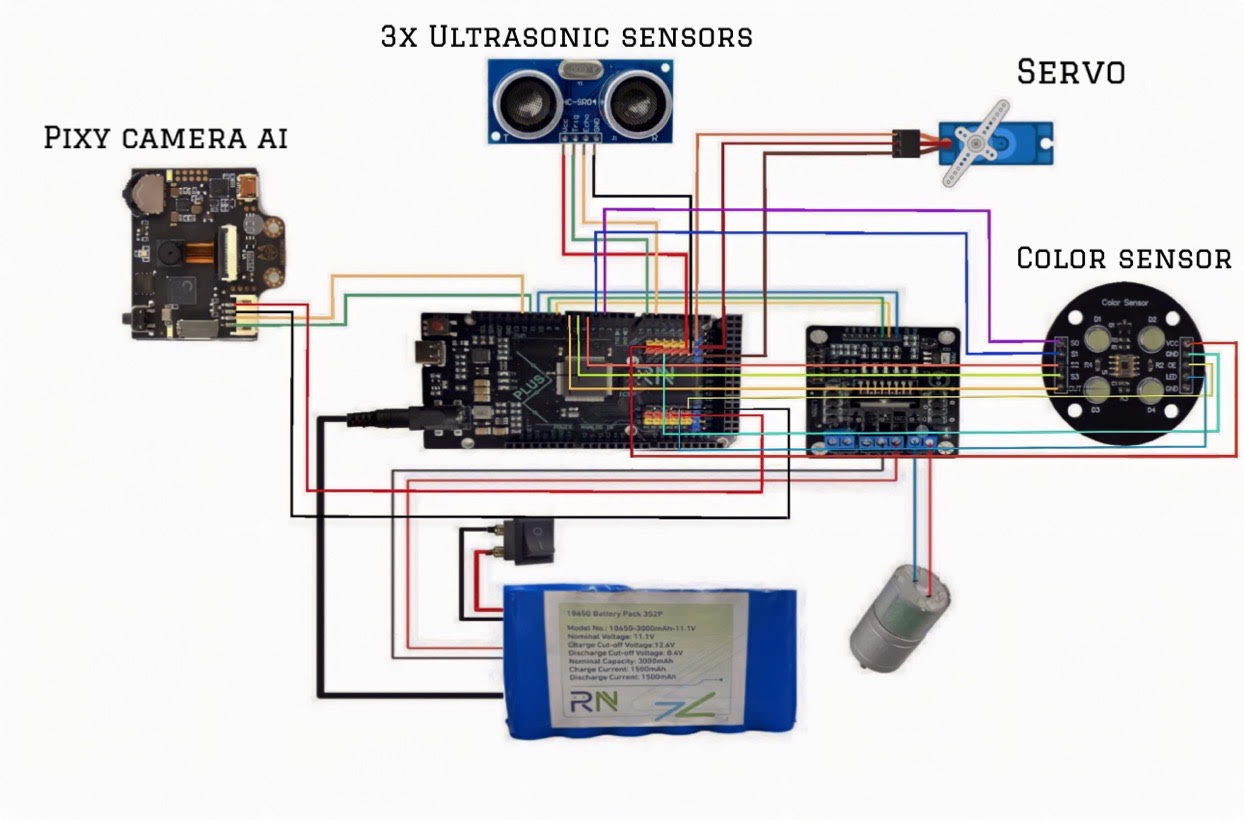 3x Ultrasonic sensors
Servo
Pixy camera ai
HC-SR04
Vcc
Trig
Echo
GND
T
R
Color sensor
Color Sensor
D1
D2
S0
S1
S2
S3
OUT
R4
R2
VCC
GND
OE
LED
GND
D3
D4
PLUS
RN
18650 Battery Pack 3S2P
Model No.: 18650-3000mAh-11.1V
Nominal Voltage: 11.1V
Charge Cut-off Voltage:12.6V
Discharge Cut-off Voltage: 8.4V
Nominal Capacity: 3000mAh
Charge Current: 1500mAh
Discharge Current: 1500mAh
RN